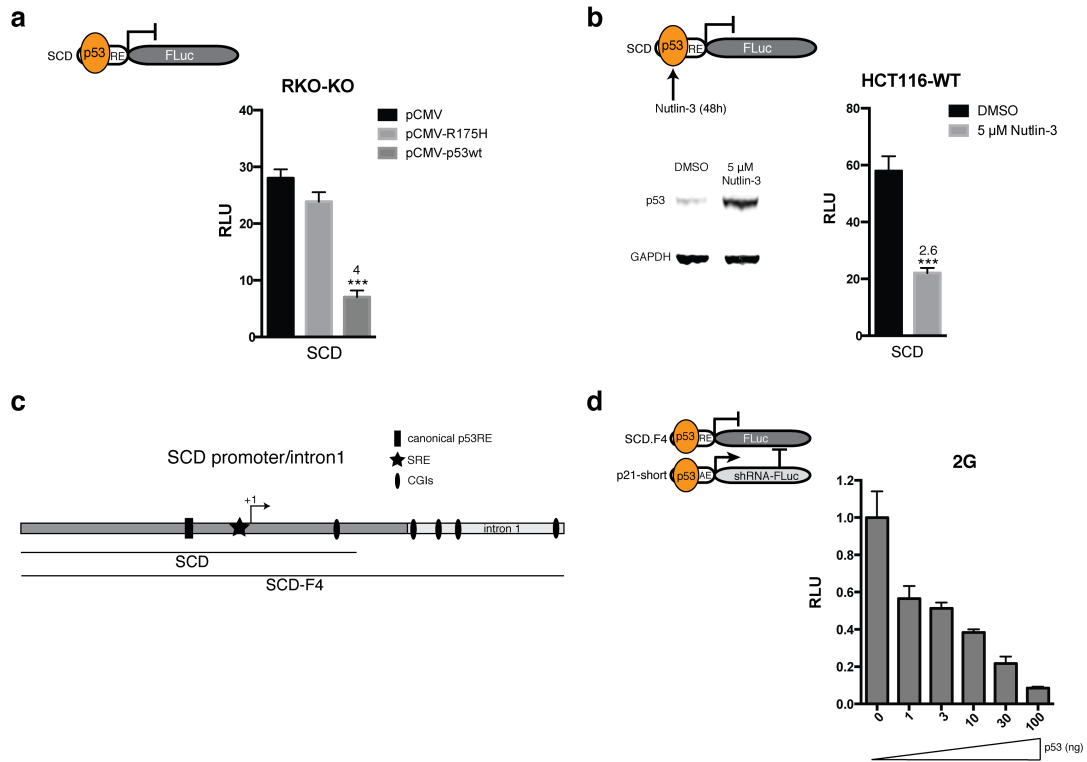 a
SCD p53 RE FLuc
RKO-KO
pCMV
pCMV-R175H
pCMV-p53wt
40
30
20
10
0
RLU
4
***
SCD
b
SCD p53 RE FLuc
Nutlin-3 (48h)
DMSO 5 µM
Nutlin-3
p53
GAPDH
HCT116-WT
DMSO
5 µM Nutlin-3
80
60
40
20
0
RLU
2.6
***
SCD
c
canonical p53RE
SRE
CGIs
SCD promoter/intron1
+1
intron 1
SCD
SCD-F4
d
SCD.F4 p53 RE FLuc
p21-short p53 AE shRNA-FLuc
2G
1.2
1.0
0.8
0.6
0.4
0.2
0.0
RLU
0 1 3 10 30 100
p53 (ng)